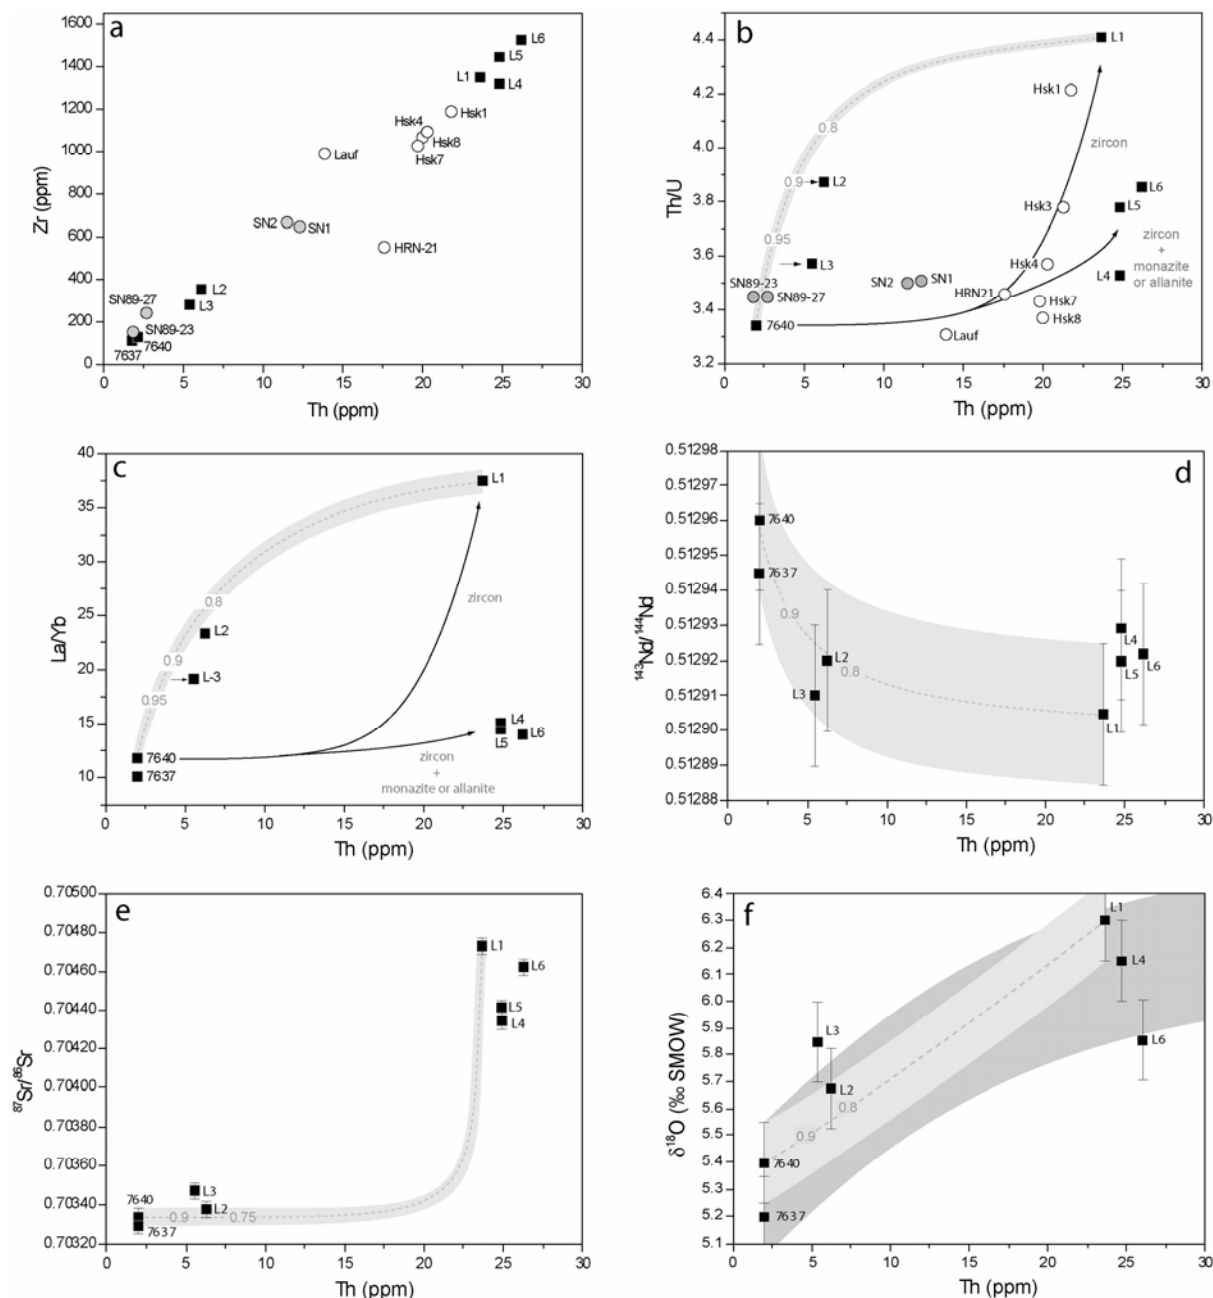 a
1600
1400
1200
1000
800
600
400
200
0
Zr (ppm)
L6
L5
L1
L4
Hsk1
Hsk4
Hsk8
Hsk7
Lauf
SN2
SN1
HRN-21
L2
L3
SN89-27
SN89-23
7640
7637
0 5 10 15 20 25 30
Th (ppm)
b
4.4
4.2
4.0
3.8
3.6
3.4
3.2
Th/U
L1
Hsk1
0.8
zircon
0.9
L2
L6
L5
Hsk3
0.95
zircon
+
monazite
or allanite
L3
Hsk4
L4
SN2
SN1
SN89-23
SN89-27
HRN21
Hsk7
Hsk8
7640
Lauf
0 5 10 15 20 25 30
Th (ppm)
c
40
35
30
25
20
15
10
La/Yb
L1
0.8
zircon
L2
0.9
L-3
0.95
L4
L5
L6
7640
7637
zircon
+
monazite or allanite
0 5 10 15 20 25 30
Th (ppm)
d
0.51298
0.51297
0.51296
0.51295
0.51294
0.51293
0.51292
0.51291
0.51290
0.51289
0.51288
¹⁴³Nd/¹⁴⁴Nd
7640
7637
0.9
L2
0.8
L3
L4
L5
L6
L1
0 5 10 15 20 25 30
Th (ppm)
e
0.70500
0.70480
0.70460
0.70440
0.70420
0.70400
0.70380
0.70360
0.70340
0.70320
⁸⁷Sr/⁸⁶Sr
L1
L6
L5
L4
L3
L2
7640
0.9
0.75
7637
0 5 10 15 20 25 30
Th (ppm)
f
6.4
6.3
6.2
6.1
6.0
5.9
5.8
5.7
5.6
5.5
5.4
5.3
5.2
5.1
δ¹⁸O (‰ SMOW)
L1
L4
L3
L6
L2
0.8
0.9
7640
7637
0 5 10 15 20 25 30
Th (ppm)